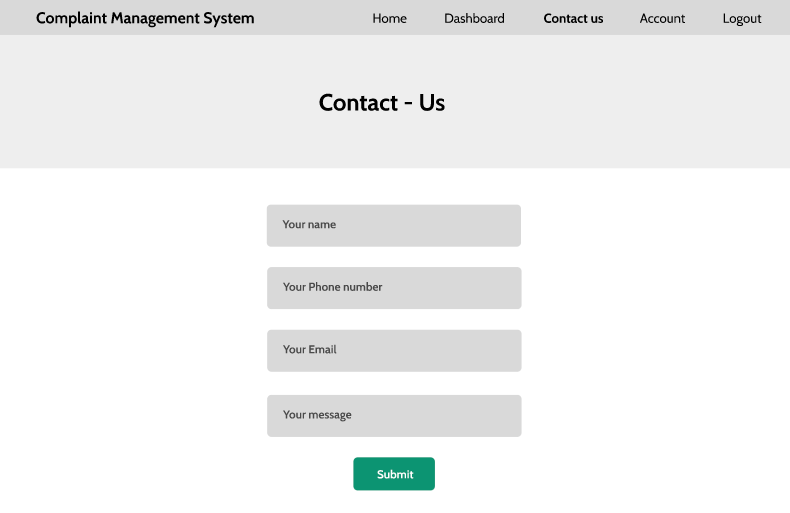 Complaint Management System Home Dashboard Contact us Account Logout
Contact - Us
Your name
Your Phone number
Your Email
Your message
Submit